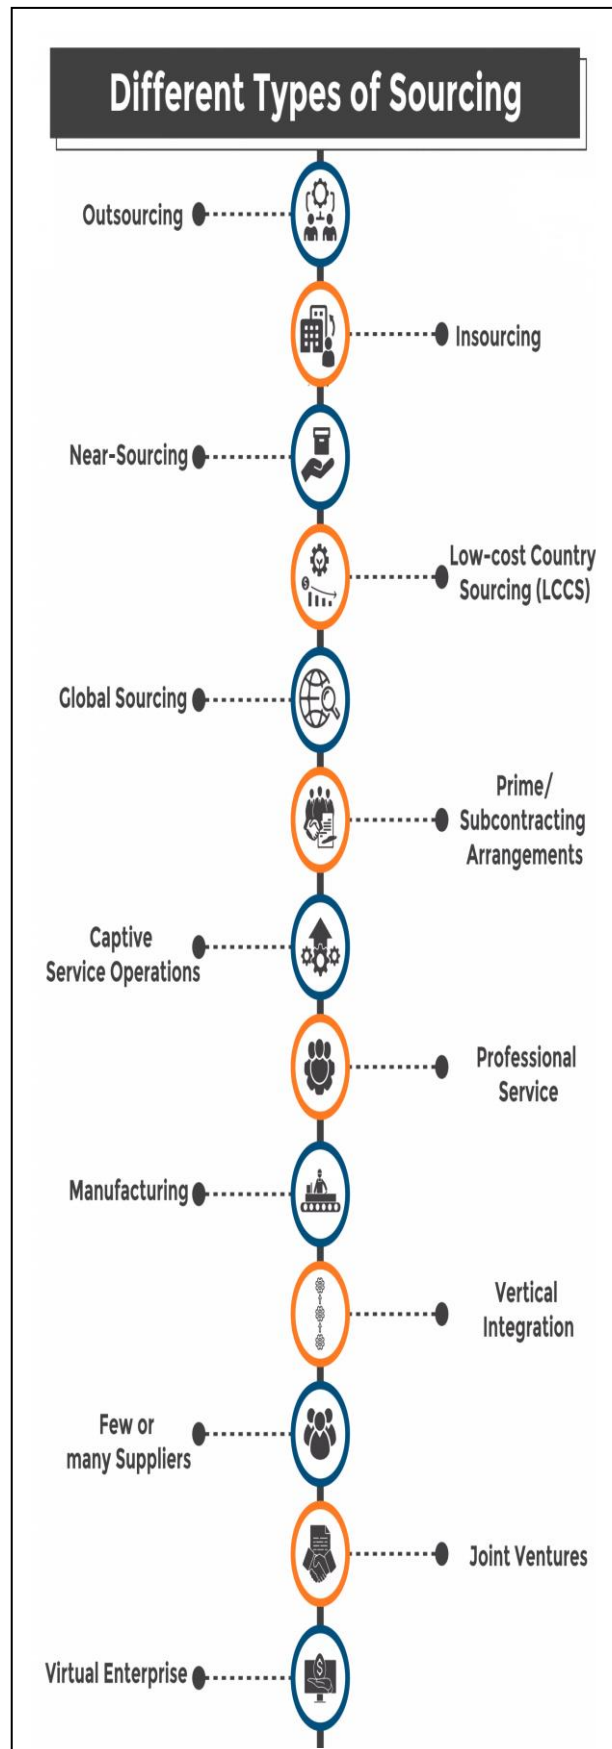 Different Types of Sourcing
Outsourcing
Insourcing
Near-Sourcing
Low-cost Country
Sourcing (LCCS)
Global Sourcing
Prime/
Subcontracting
Arrangements
Captive
Service Operations
Professional
Service
Manufacturing
Vertical
Integration
Few or
many Suppliers
Joint Ventures
Virtual Enterprise